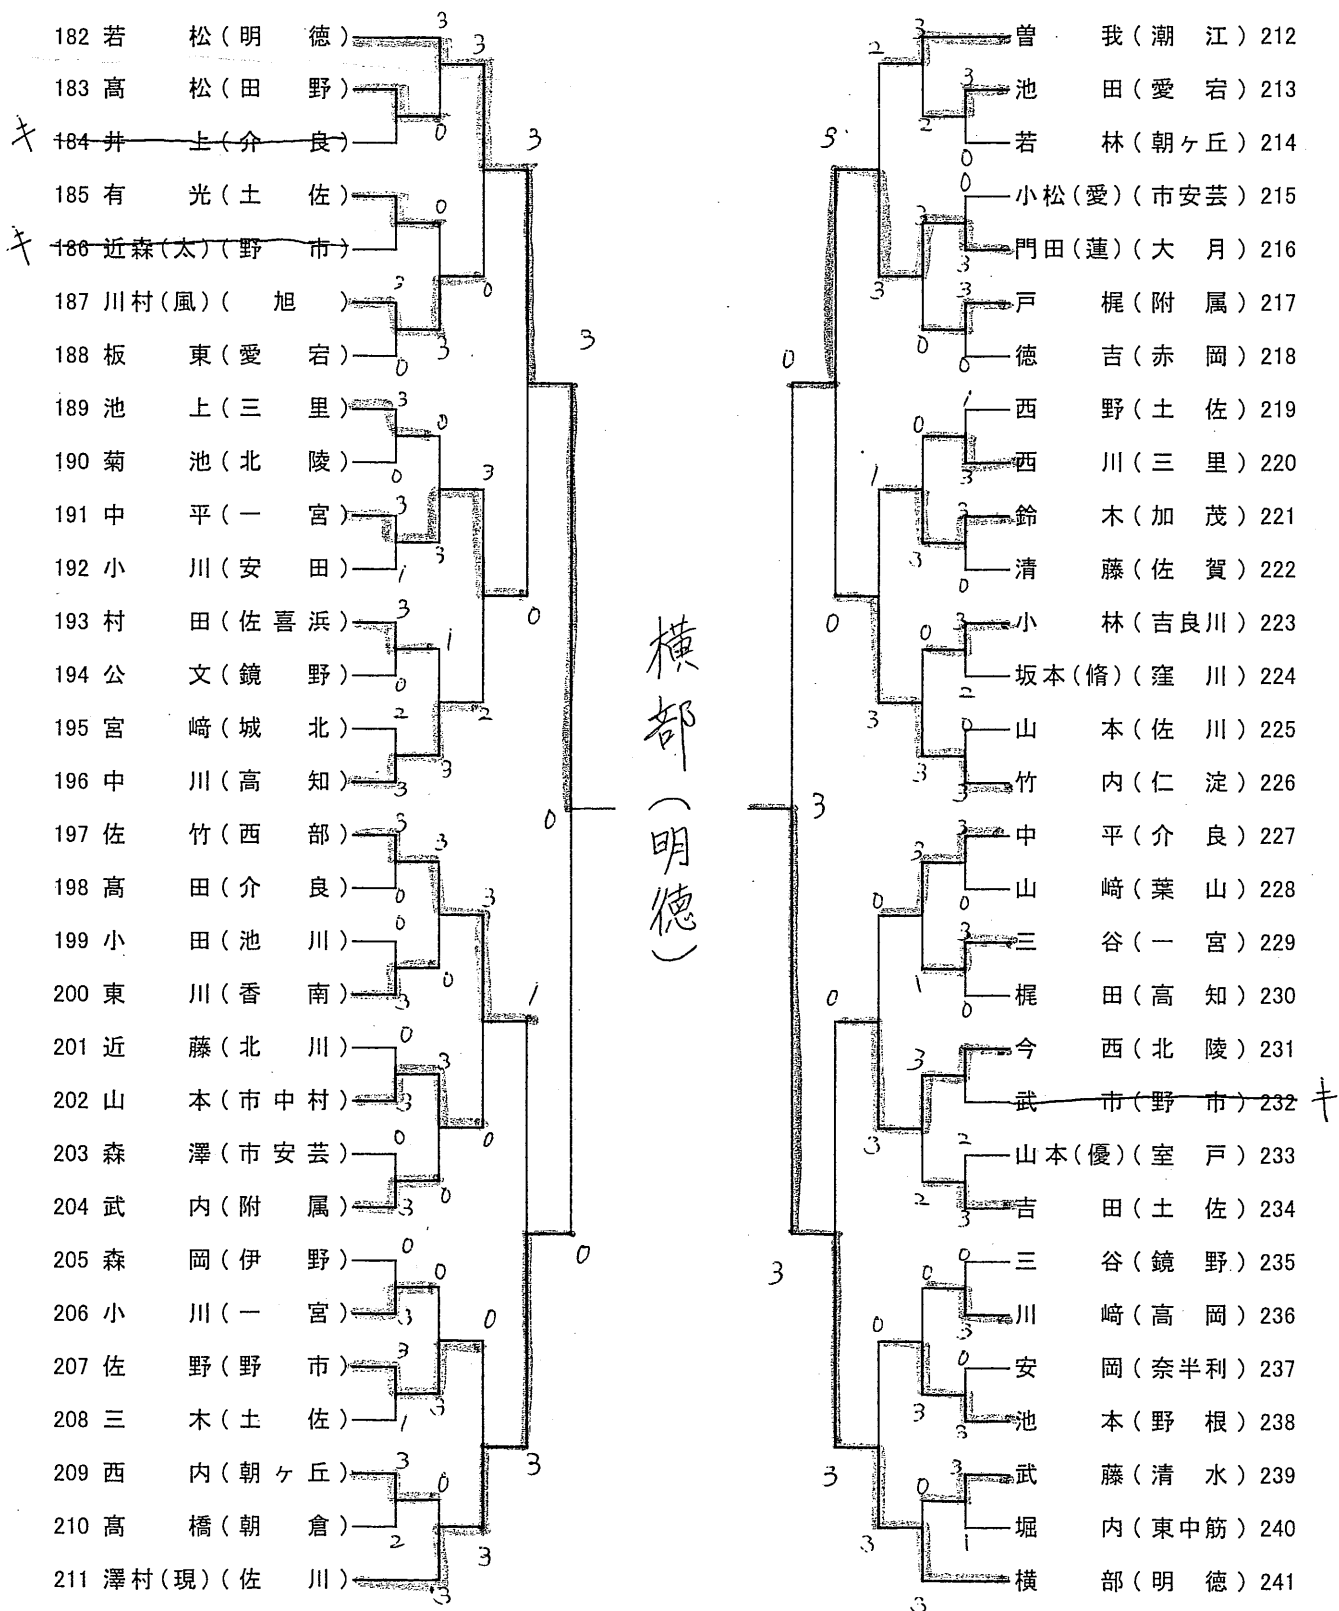 182 若松(明徳)
183 髙松(田野)
キ 184 井上(介良)
185 有光(土佐)
キ 186 近森(太)(野市)
187 川村(風)(旭)
188 板東(愛宕)
189 池上(三里)
190 菊池(北陵)
191 中平(一宮)
192 小川(安田)
193 村田(佐喜浜)
194 公文(鏡野)
195 宮﨑(城北)
196 中川(高知)
197 佐竹(西部)
198 髙田(介良)
199 小田(池川)
200 東川(香南)
201 近藤(北川)
202 山本(市中村)
203 森澤(市安芸)
204 武内(附属)
205 森岡(伊野)
206 小川(一宮)
207 佐野(野市)
208 三木(土佐)
209 西内(朝ヶ丘)
210 髙橋(朝倉)
211 澤村(現)(佐川)
横部(明徳)
曽我(潮江)212
池田(愛宕)213
若林(朝ヶ丘)214
小松(愛)(市安芸)215
門田(蓮)(大月)216
戸梶(附属)217
徳吉(赤岡)218
西野(土佐)219
西川(三里)220
鈴木(加茂)221
清藤(佐賀)222
小林(吉良川)223
坂本(脩)(窪川)224
山本(佐川)225
竹内(仁淀)226
中平(介良)227
山﨑(葉山)228
三谷(一宮)229
梶田(高知)230
今西(北陵)231
武市(野市)232 キ
山本(優)(室戸)233
吉田(土佐)234
三谷(鏡野)235
川﨑(高岡)236
安岡(奈半利)237
池本(野根)238
武藤(清水)239
堀内(東中筋)240
横部(明徳)241